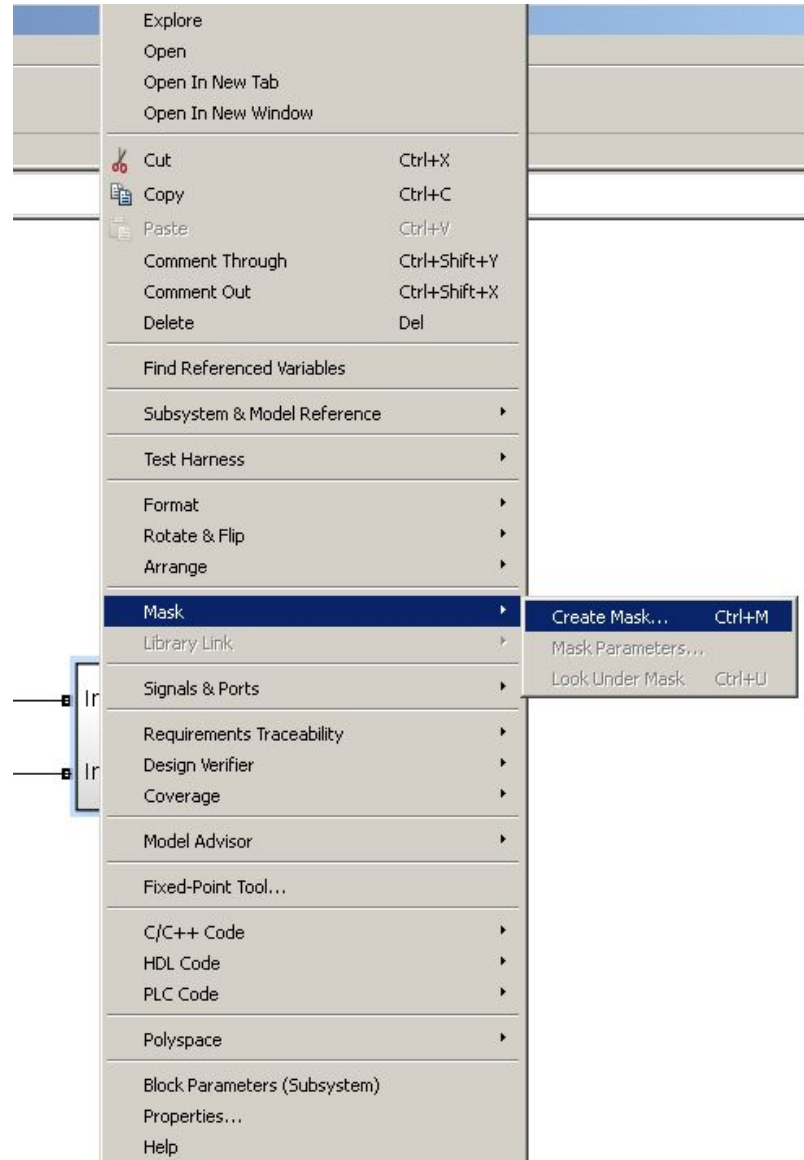 Explore
Open
Open In New Tab
Open In New Window
Cut Ctrl+X
Copy Ctrl+C
Paste Ctrl+V
Comment Through Ctrl+Shift+Y
Comment Out Ctrl+Shift+X
Delete Del
Find Referenced Variables
Subsystem & Model Reference
Test Harness
Format
Rotate & Flip
Arrange
Mask
Create Mask... Ctrl+M
Library Link
Mask Parameters...
Look Under Mask Ctrl+U
Signals & Ports
In
Requirements Traceability
Design Verifier
In
Coverage
Model Advisor
Fixed-Point Tool...
C/C++ Code
HDL Code
PLC Code
Polyspace
Block Parameters (Subsystem)
Properties...
Help